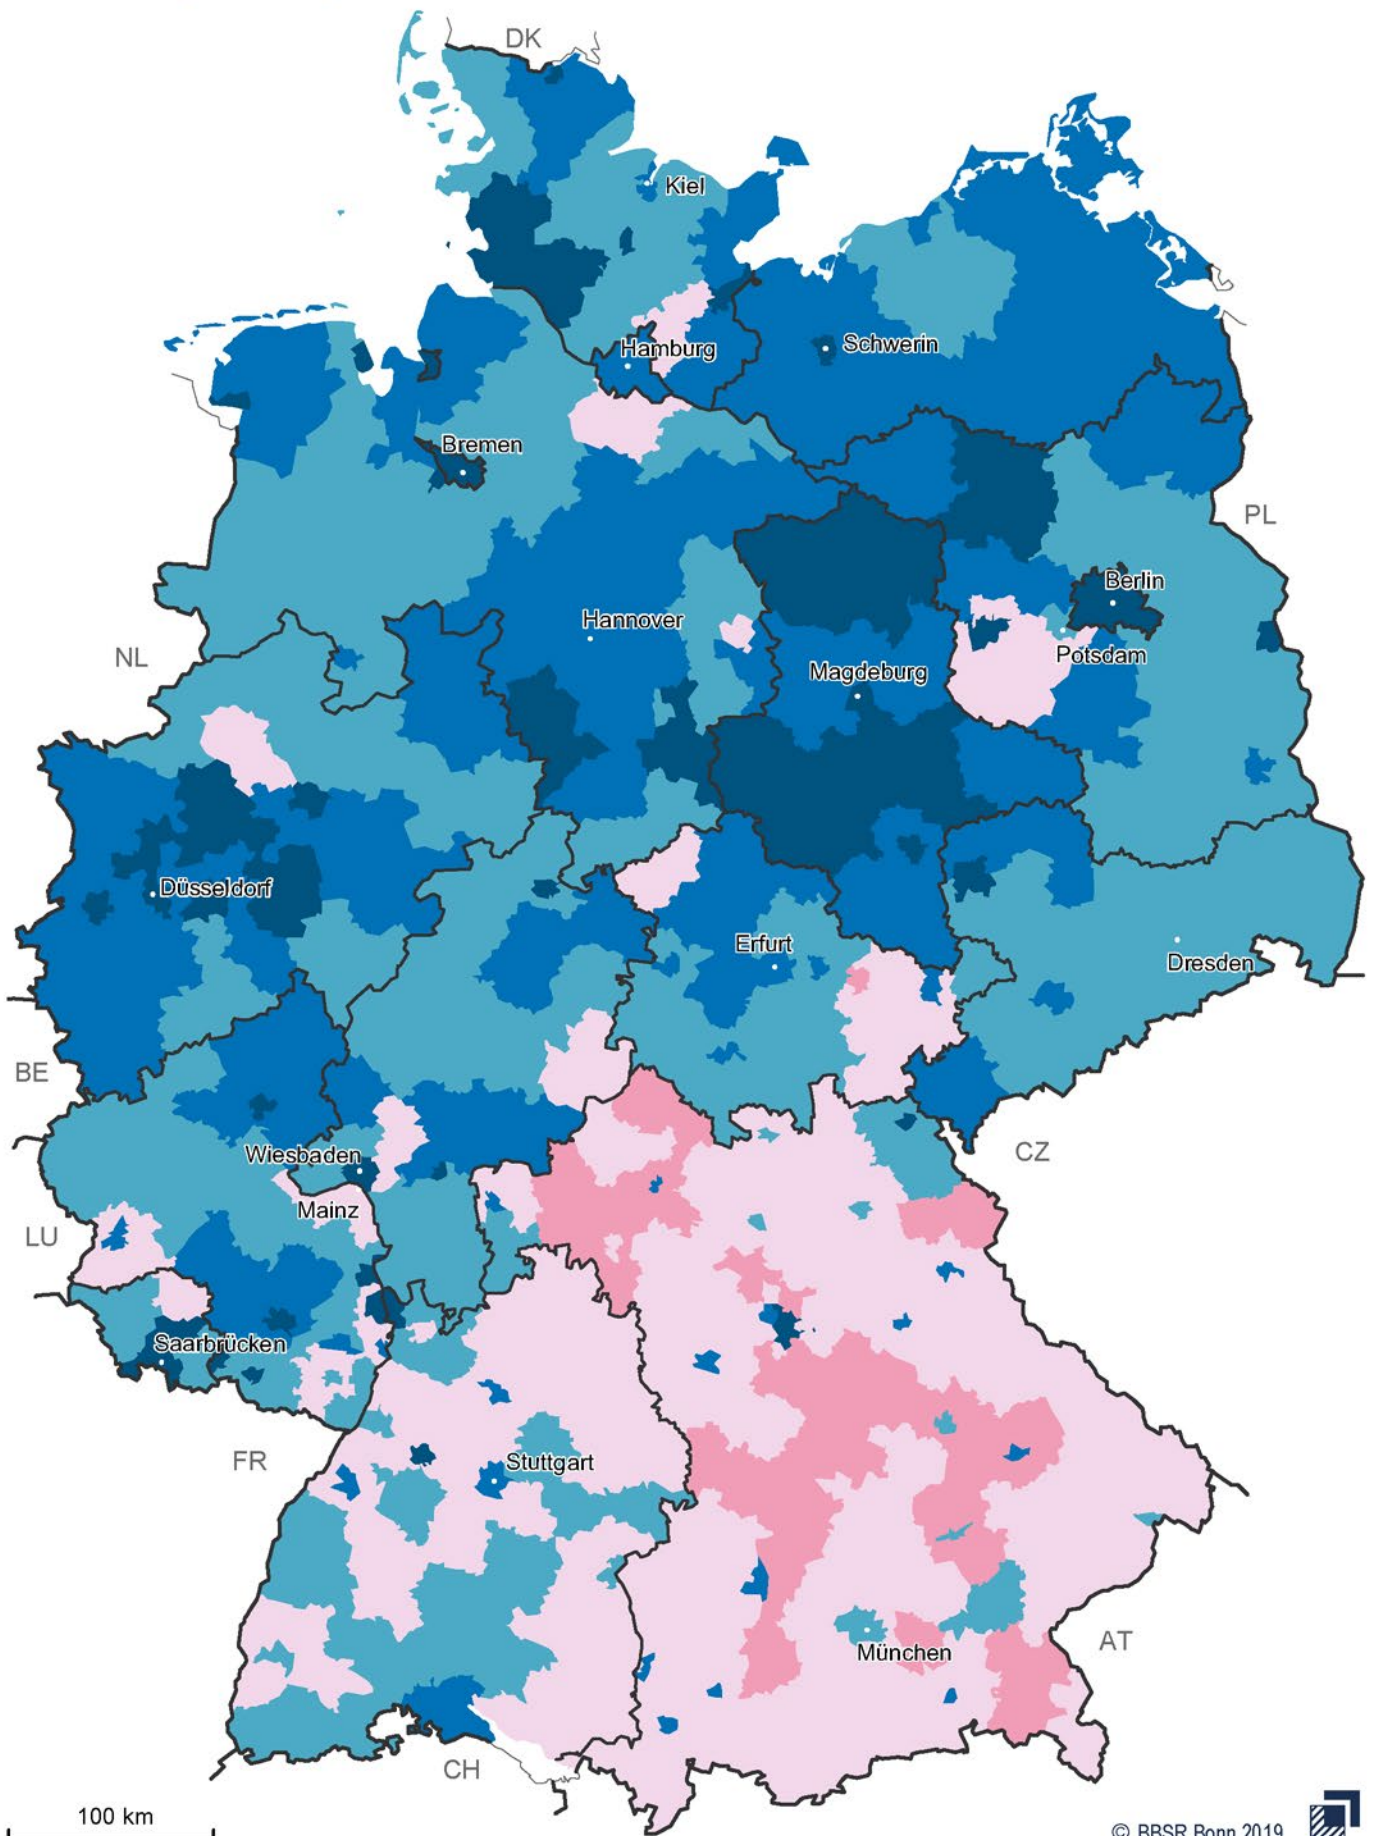 DK
Kiel
Schwerin
Hamburg
Bremen
PL
Berlin
Hannover
NL
Potsdam
Magdeburg
Düsseldorf
Erfurt
Dresden
BE
Wiesbaden
CZ
Mainz
LU
Saarbrücken
FR
Stuttgart
AT
München
CH
100 km
© BBSR Bonn 2019